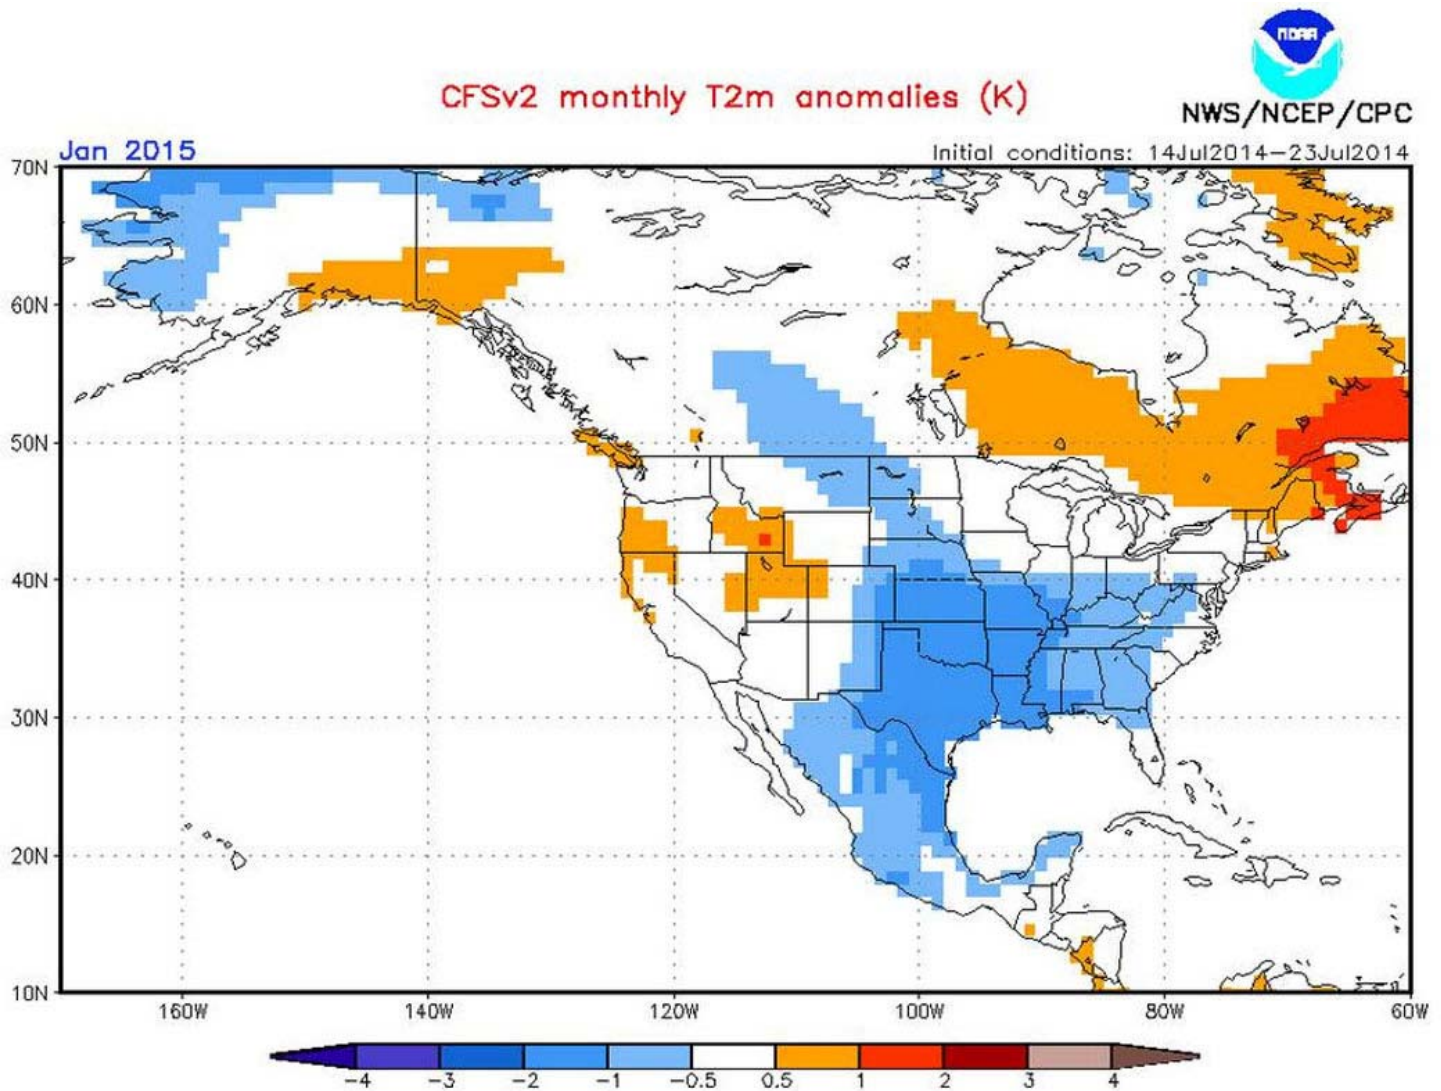 NOAA
CFSv2 monthly T2m anomalies (K)
NWS/NCEP/CPC
Jan 2015
Initial conditions: 14Jul2014–23Jul2014
70N
60N
50N
40N
30N
20N
10N
160W 140W 120W 100W 80W 60W
-4 -3 -2 -1 -0.5 0.5 1 2 3 4